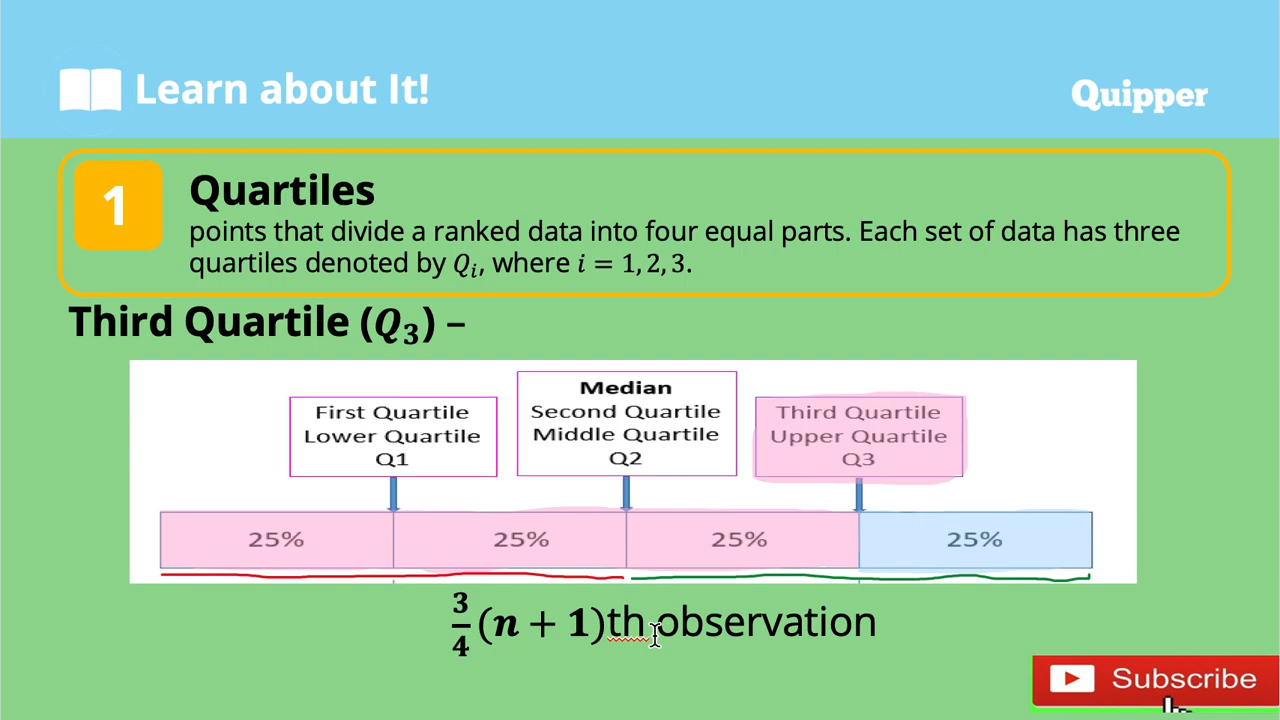 Learn about It!
Quipper
1
Quartiles
points that divide a ranked data into four equal parts. Each set of data has three
quartiles denoted by Qᵢ, where i = 1, 2, 3.
Third Quartile (Q₃) –
First Quartile
Lower Quartile
Q1
Median
Second Quartile
Middle Quartile
Q2
Third Quartile
Upper Quartile
Q3
25%
25%
25%
25%
3/4 (n + 1)th observation
Subscribe